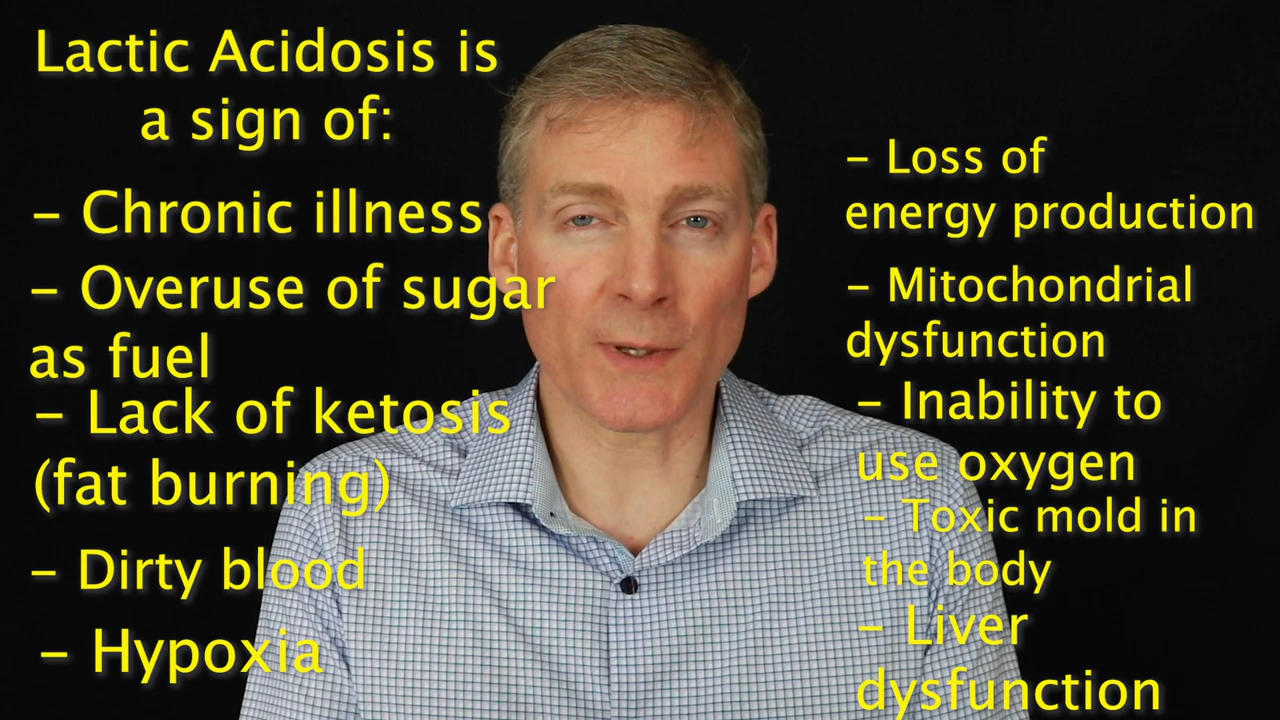 Lactic Acidosis is
a sign of:
– Chronic illness
– Overuse of sugar
as fuel
– Lack of ketosis
(fat burning)
– Dirty blood
– Hypoxia
– Loss of
energy production
– Mitochondrial
dysfunction
– Inability to
use oxygen
– Toxic mold in
the body
– Liver
dysfunction